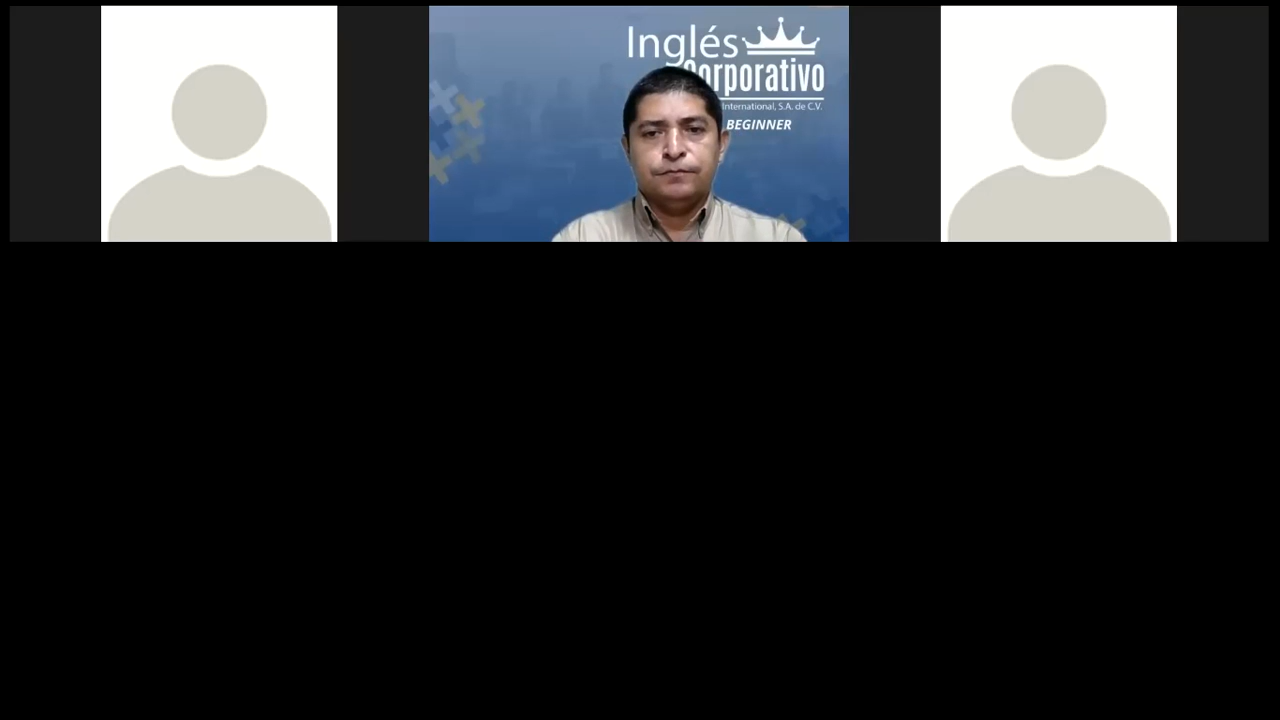 Inglés
Corporativo
International, S.A. de C.V.
BEGINNER